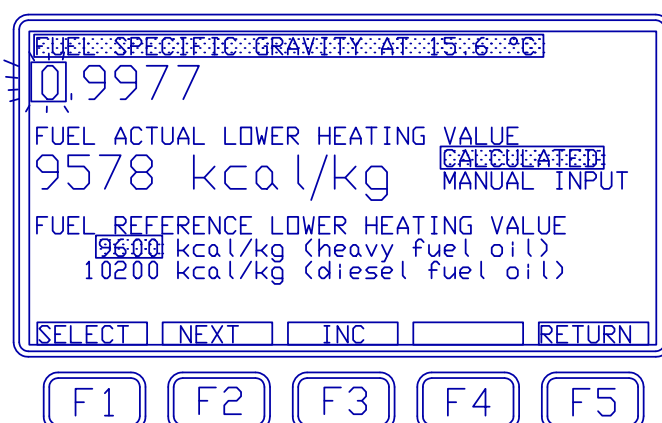 FUEL SPECIFIC GRAVITY AT 15.6 °C:
0.9977
FUEL ACTUAL LOWER HEATING VALUE
9578 kcal/kg
CALCULATED:
MANUAL INPUT
FUEL REFERENCE LOWER HEATING VALUE
9600 kcal/kg (heavy fuel oil)
10200 kcal/kg (diesel fuel oil)
SELECT NEXT INC RETURN
F1 F2 F3 F4 F5